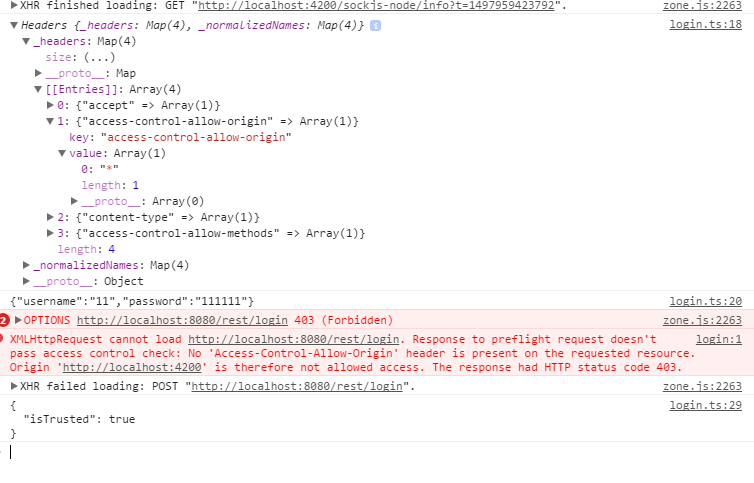 XHR finished loading: GET "http://localhost:4200/sockjs-node/info?t=1497959423792". zone.js:2263
Headers {_headers: Map(4), _normalizedNames: Map(4)} i login.ts:18
_headers: Map(4)
size: (...)
__proto__: Map
[[Entries]]: Array(4)
0: {"accept" => Array(1)}
1: {"access-control-allow-origin" => Array(1)}
key: "access-control-allow-origin"
value: Array(1)
0: "*"
length: 1
__proto__: Array(0)
2: {"content-type" => Array(1)}
3: {"access-control-allow-methods" => Array(1)}
length: 4
_normalizedNames: Map(4)
__proto__: Object
{"username":"11","password":"111111"} login.ts:20
2 OPTIONS http://localhost:8080/rest/login 403 (Forbidden) zone.js:2263
XMLHttpRequest cannot load http://localhost:8080/rest/login. Response to preflight request doesn't login:1
pass access control check: No 'Access-Control-Allow-Origin' header is present on the requested resource.
Origin 'http://localhost:4200' is therefore not allowed access. The response had HTTP status code 403.
XHR failed loading: POST "http://localhost:8080/rest/login". zone.js:2263
{ login.ts:29
"isTrusted": true
}